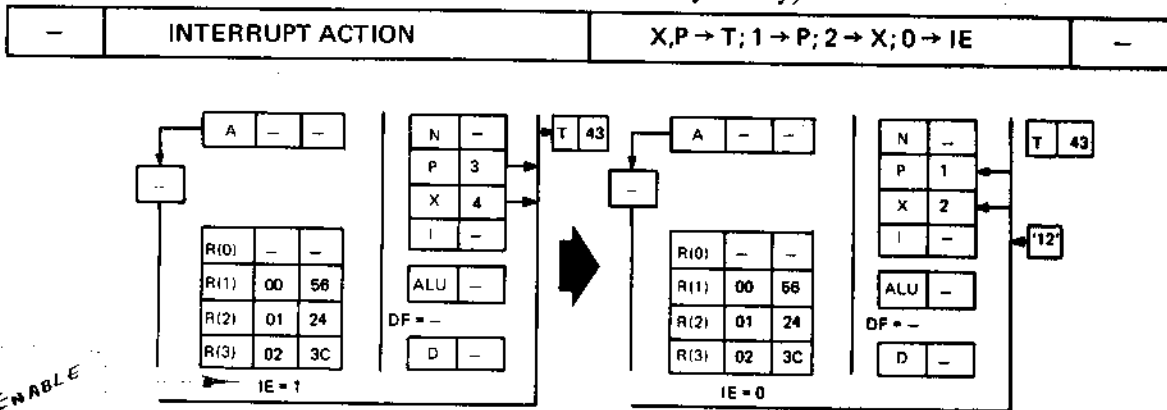 – INTERRUPT ACTION X,P → T; 1 → P; 2 → X; 0 → IE –
A – –
–
N –
P 3
X 4
I –
T 43
R(0) – –
R(1) 00 56
R(2) 01 24
R(3) 02 3C
ALU –
DF = –
D –
IE = 1
ENABLE
A – –
–
N –
P 1
X 2
I –
T 43
'12'
R(0) – –
R(1) 00 56
R(2) 01 24
R(3) 02 3C
ALU –
DF = –
D –
IE = 0